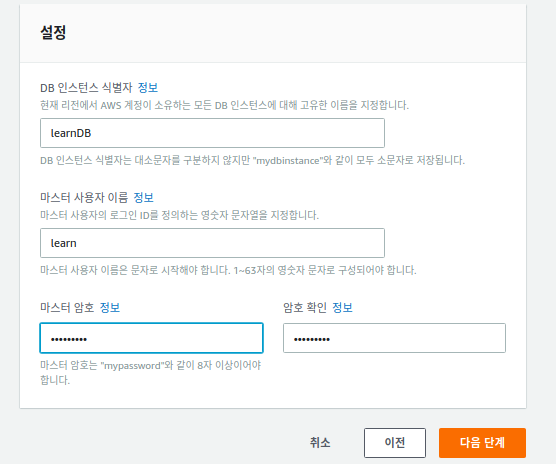 설정
DB 인스턴스 식별자 정보
현재 리전에서 AWS 계정이 소유하는 모든 DB 인스턴스에 대해 고유한 이름을 지정합니다.
learnDB
DB 인스턴스 식별자는 대소문자를 구분하지 않지만 "mydbinstance"와 같이 모두 소문자로 저장됩니다.
마스터 사용자 이름 정보
마스터 사용자의 로그인 ID를 정의하는 영숫자 문자열을 지정합니다.
learn
마스터 사용자 이름은 문자로 시작해야 합니다. 1~63자의 영숫자 문자로 구성되어야 합니다.
마스터 암호 정보 암호 확인 정보
••••••••• •••••••••
마스터 암호는 "mypassword"와 같이 8자 이상이어야
합니다.
취소 이전 다음 단계